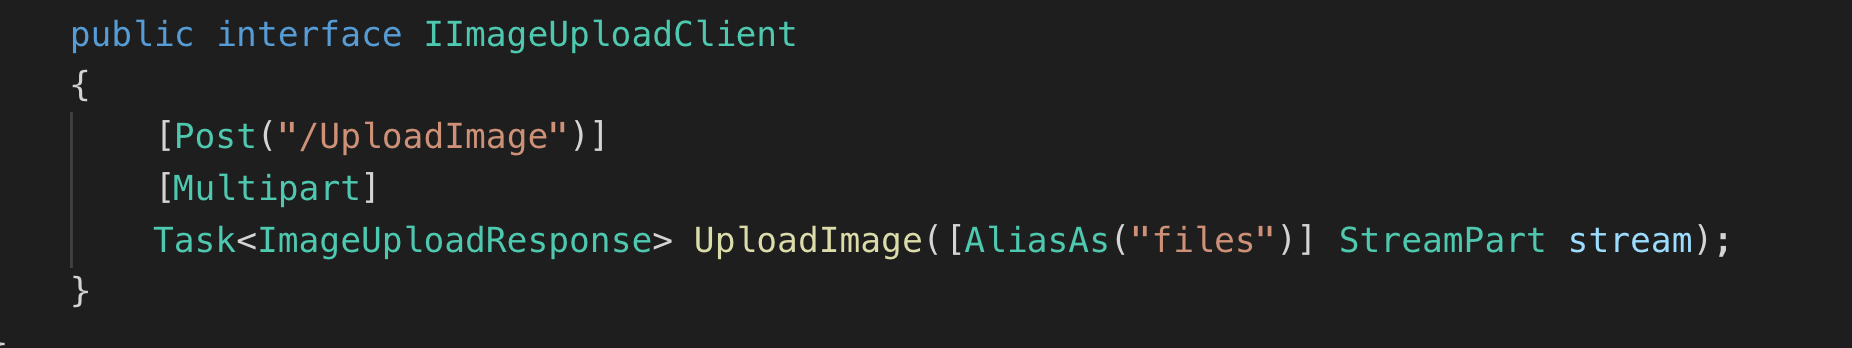 public interface IImageUploadClient
{
[Post("/UploadImage")]
[Multipart]
Task<ImageUploadResponse> UploadImage([AliasAs("files")] StreamPart stream);
}